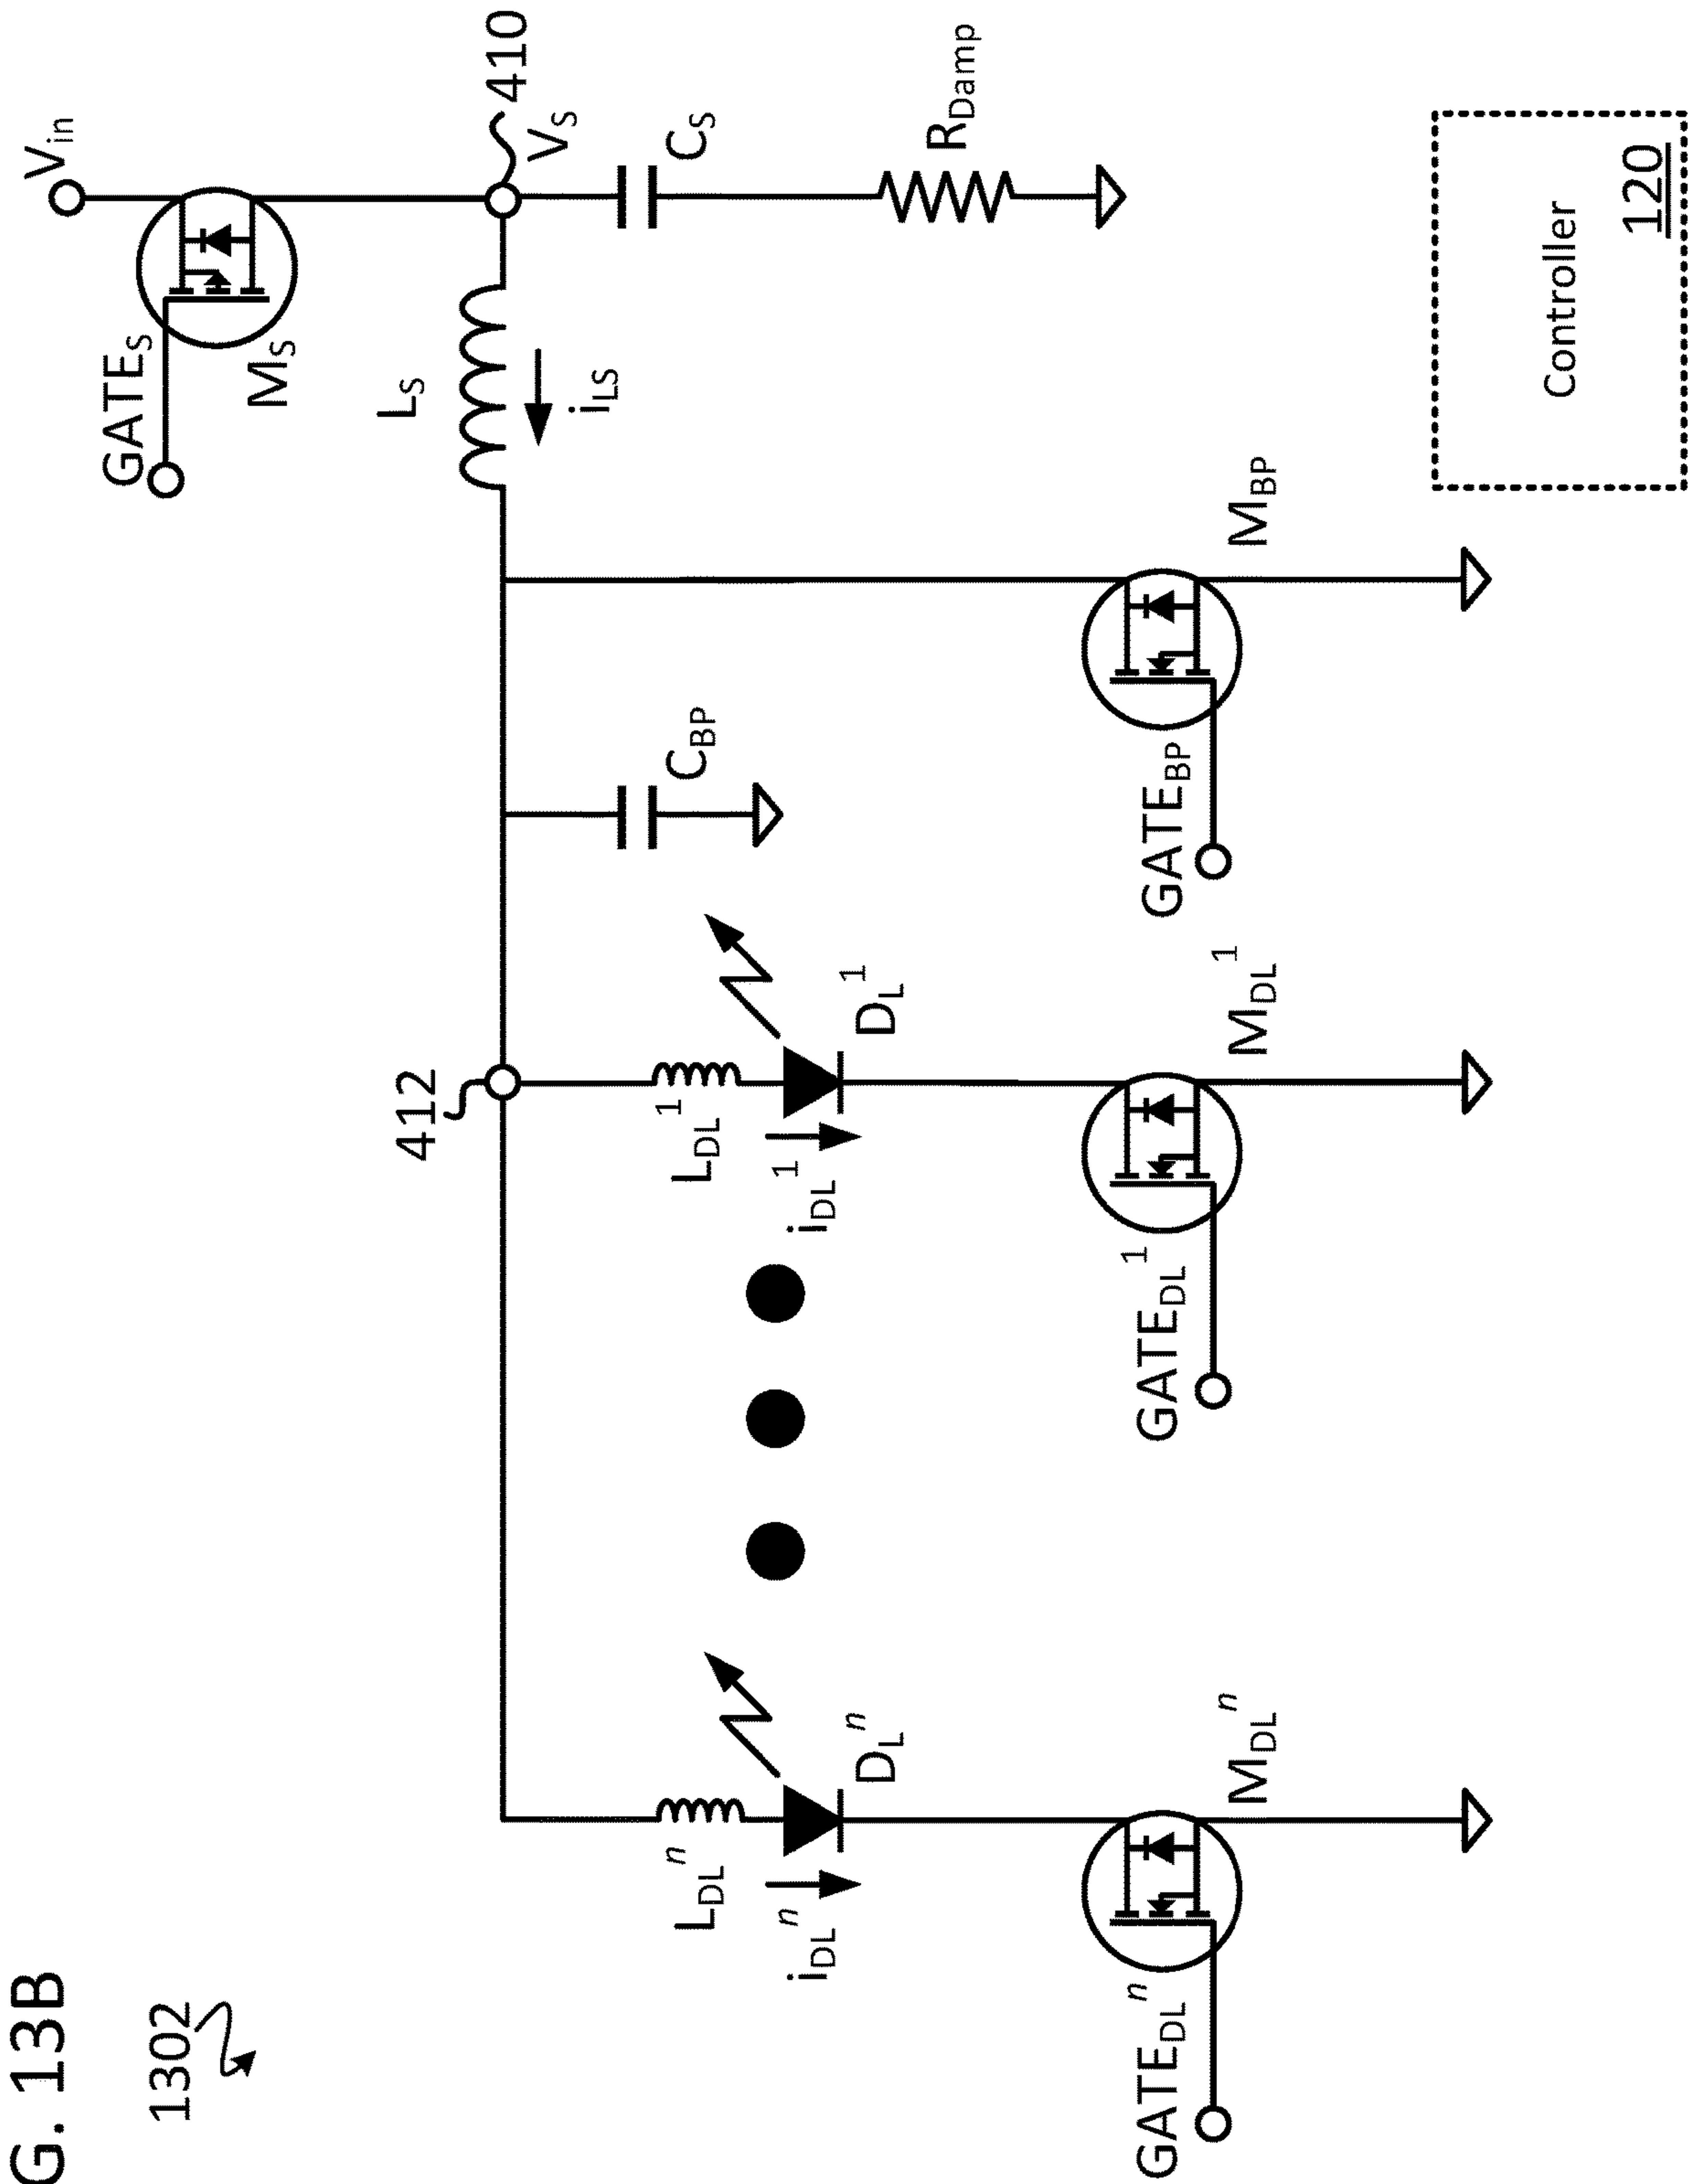 G. 13B
1302
V_in
GATE_S
M_S
410
V_S
L_S
i_LS
C_S
R_Damp
412
C_BP
L_DL^n
i_DL^n
D_L^n
L_DL^1
i_DL^1
D_L^1
GATE_DL^n
M_DL^n
GATE_DL^1
M_DL^1
GATE_BP
M_BP
Controller
120